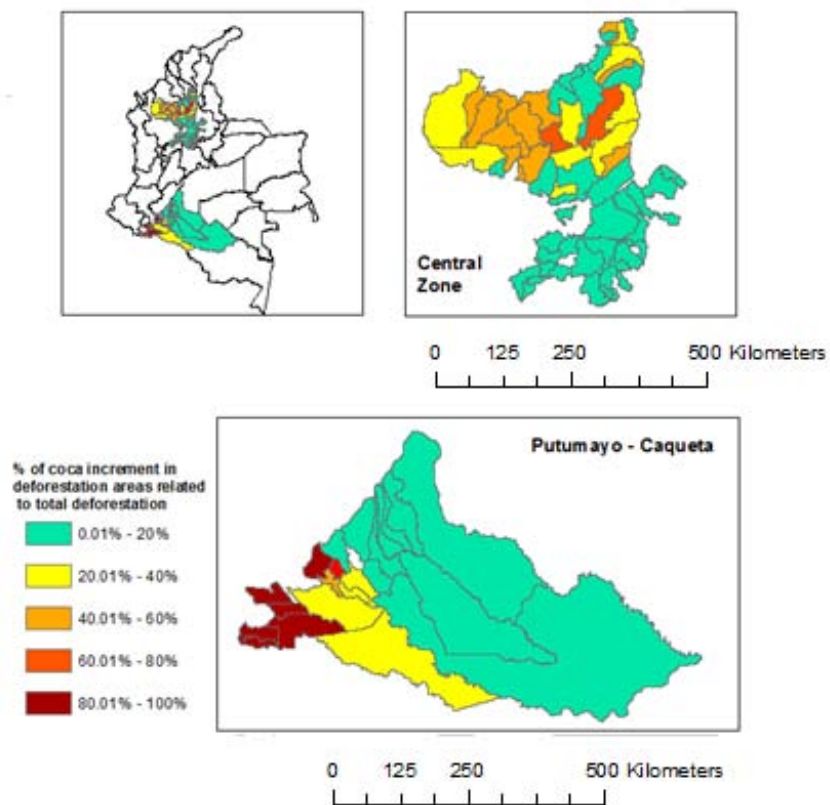 Central
Zone
0 125 250 500 Kilometers
Putumayo - Caqueta
% of coca increment in
deforestation areas related
to total deforestation
0.01% - 20%
20.01% - 40%
40.01% - 60%
60.01% - 80%
80.01% - 100%
0 125 250 500 Kilometers